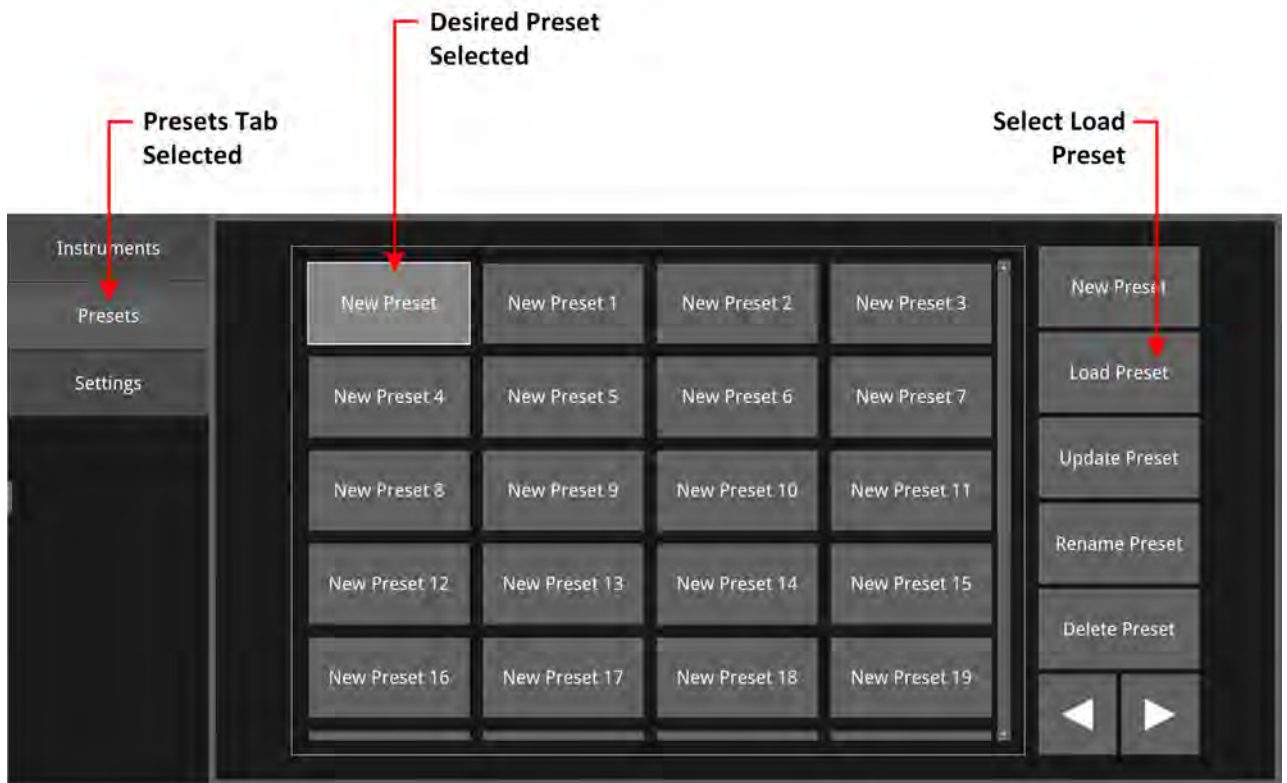 Desired Preset
Selected
Presets Tab
Selected
Select Load
Preset
Instruments
Presets
Settings
New Preset
New Preset 1
New Preset 2
New Preset 3
New Preset 4
New Preset 5
New Preset 6
New Preset 7
New Preset 8
New Preset 9
New Preset 10
New Preset 11
New Preset 12
New Preset 13
New Preset 14
New Preset 15
New Preset 16
New Preset 17
New Preset 18
New Preset 19
New Preset
Load Preset
Update Preset
Rename Preset
Delete Preset